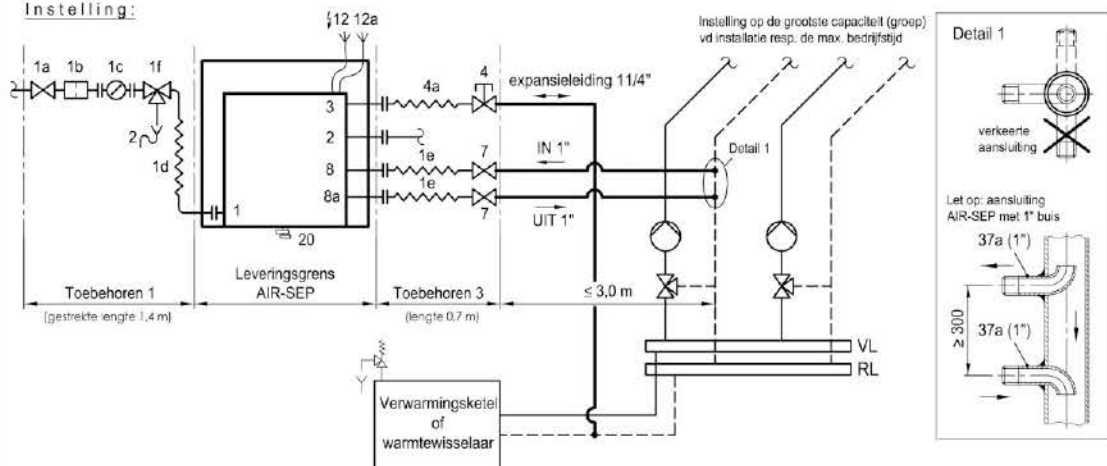 Instelling:
12 12a
1a 1b 1c 1f
2
1d
1
3
2
8
8a
20
4a
4
1e
7
1e
7
expansieleiding 11/4"
IN 1"
UIT 1"
Detail 1
Instelling op de grootste capaciteit (groep)
vd installatie resp. de max. bedrijfstijd
Leveringsgrens
AIR-SEP
Toebehoren 1
(gestrekte lengte 1,4 m)
Toebehoren 3
(lengte 0,7 m)
≤ 3,0 m
VL
RL
Verwarmingsketel
of
warmtewisselaar
Detail 1
verkeerte
aansluiting
Let op: aansluiting
AIR-SEP met 1" buis
37a (1")
≥ 300
37a (1")